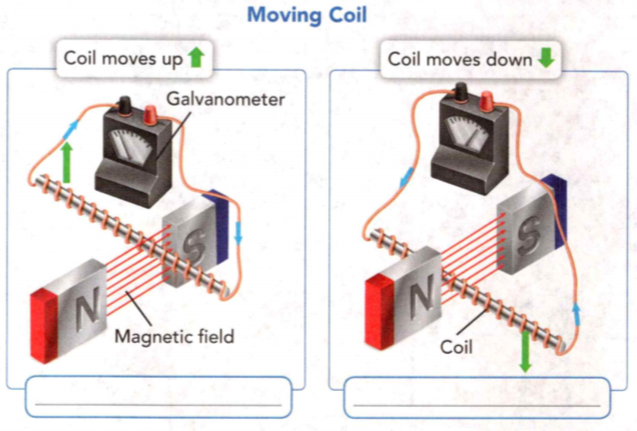 Moving Coil
Coil moves up
Galvanometer
S
N
Magnetic field
Coil moves down
S
N
Coil